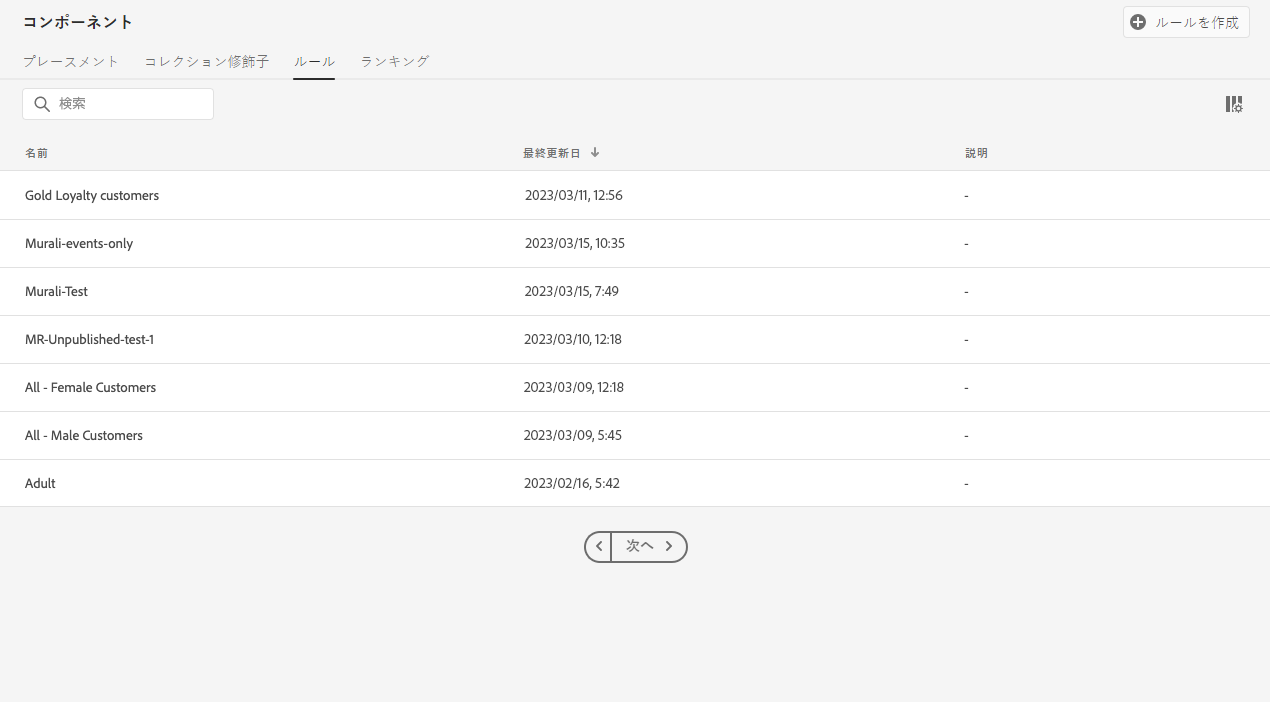 コンポーネント
ルールを作成
プレースメント コレクション修飾子 ルール ランキング
検索
名前 最終更新日 説明
Gold Loyalty customers 2023/03/11, 12:56 -
Murali-events-only 2023/03/15, 10:35 -
Murali-Test 2023/03/15, 7:49 -
MR-Unpublished-test-1 2023/03/10, 12:18 -
All - Female Customers 2023/03/09, 12:18 -
All - Male Customers 2023/03/09, 5:45 -
Adult 2023/02/16, 5:42 -
次へ